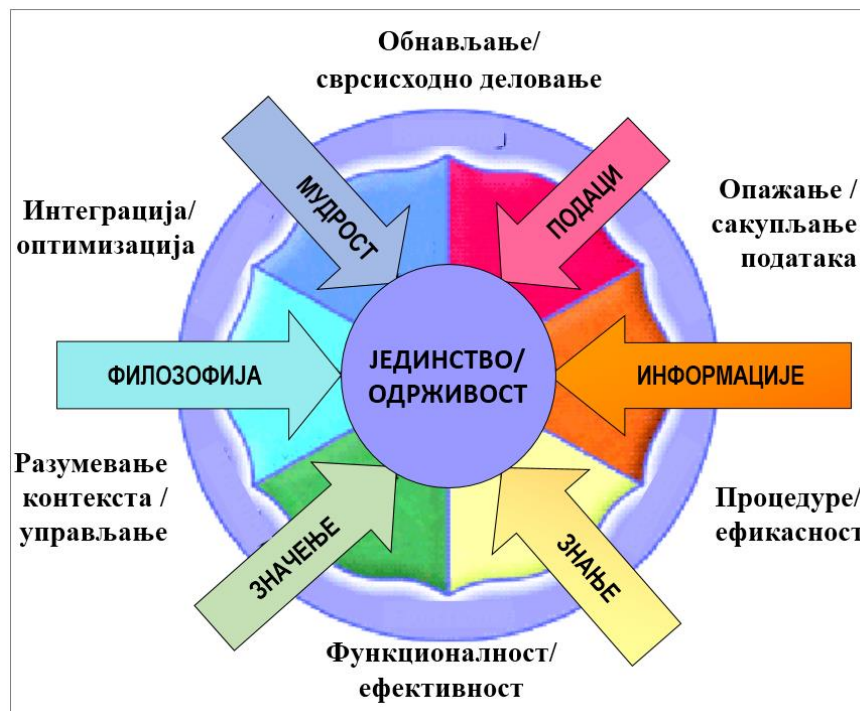 Обнављање/
сврсисходно деловање
МУДРОСТ
ПОДАЦИ
Интеграција/
оптимизација
Опажање /
сакупљање
података
ФИЛОЗОФИЈА
ЈЕДИНСТВО/
ОДРЖИВОСТ
ИНФОРМАЦИЈЕ
Разумевање
контекста /
управљање
Процедуре/
ефикасност
ЗНАЧЕЊЕ
ЗНАЊЕ
Функционалност/
ефективност